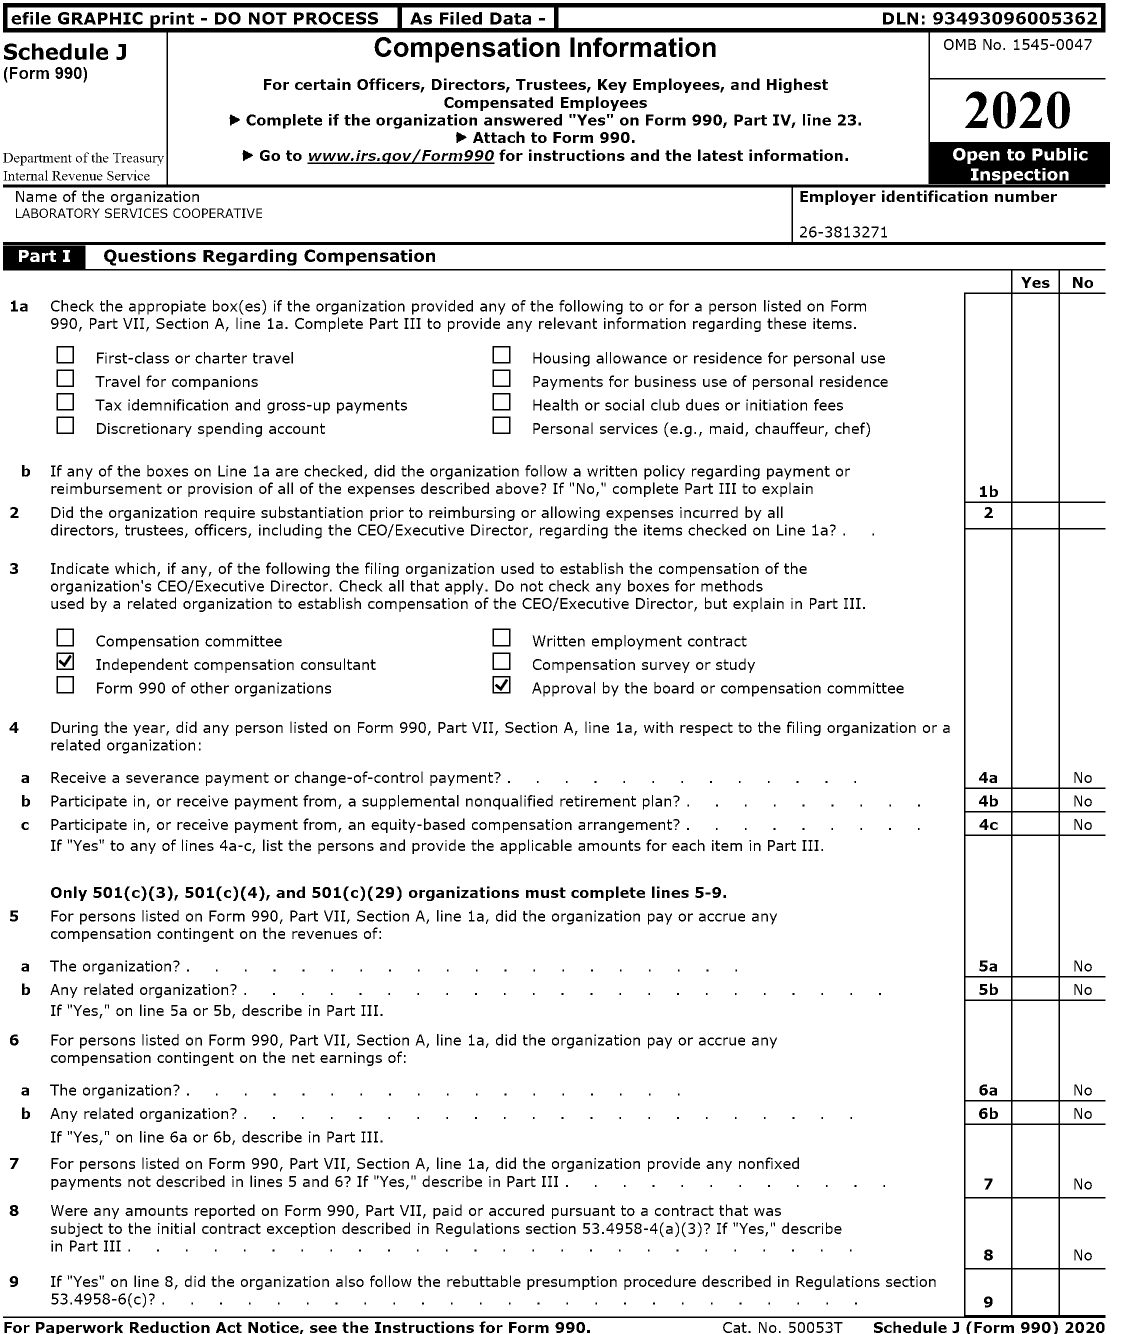 efile GRAPHIC print - DO NOT PROCESS As Filed Data - DLN: 93493096005362
Schedule J
(Form 990)
Department of the Treasury
Internal Revenue Service
Compensation Information
For certain Officers, Directors, Trustees, Key Employees, and Highest
Compensated Employees
▶ Complete if the organization answered "Yes" on Form 990, Part IV, line 23.
▶ Attach to Form 990.
▶ Go to www.irs.gov/Form990 for instructions and the latest information.
OMB No. 1545-0047
2020
Open to Public
Inspection
Name of the organization
LABORATORY SERVICES COOPERATIVE
Employer identification number
26-3813271
Part I Questions Regarding Compensation
Yes No
1a Check the appropiate box(es) if the organization provided any of the following to or for a person listed on Form
990, Part VII, Section A, line 1a. Complete Part III to provide any relevant information regarding these items.
☐ First-class or charter travel ☐ Housing allowance or residence for personal use
☐ Travel for companions ☐ Payments for business use of personal residence
☐ Tax idemnification and gross-up payments ☐ Health or social club dues or initiation fees
☐ Discretionary spending account ☐ Personal services (e.g., maid, chauffeur, chef)
b If any of the boxes on Line 1a are checked, did the organization follow a written policy regarding payment or
reimbursement or provision of all of the expenses described above? If "No," complete Part III to explain 1b
2 Did the organization require substantiation prior to reimbursing or allowing expenses incurred by all 2
directors, trustees, officers, including the CEO/Executive Director, regarding the items checked on Line 1a? . .
3 Indicate which, if any, of the following the filing organization used to establish the compensation of the
organization's CEO/Executive Director. Check all that apply. Do not check any boxes for methods
used by a related organization to establish compensation of the CEO/Executive Director, but explain in Part III.
☐ Compensation committee ☐ Written employment contract
☑ Independent compensation consultant ☐ Compensation survey or study
☐ Form 990 of other organizations ☑ Approval by the board or compensation committee
4 During the year, did any person listed on Form 990, Part VII, Section A, line 1a, with respect to the filing organization or a
related organization:
a Receive a severance payment or change-of-control payment? . . . . . . . . . . . . . 4a No
b Participate in, or receive payment from, a supplemental nonqualified retirement plan? . . . . . . . . . 4b No
c Participate in, or receive payment from, an equity-based compensation arrangement? . . . . . . . . . 4c No
If "Yes" to any of lines 4a-c, list the persons and provide the applicable amounts for each item in Part III.
Only 501(c)(3), 501(c)(4), and 501(c)(29) organizations must complete lines 5-9.
5 For persons listed on Form 990, Part VII, Section A, line 1a, did the organization pay or accrue any
compensation contingent on the revenues of:
a The organization? . . . . . . . . . . . . . . . . . . . . 5a No
b Any related organization? . . . . . . . . . . . . . . . . . . . . . . . 5b No
If "Yes," on line 5a or 5b, describe in Part III.
6 For persons listed on Form 990, Part VII, Section A, line 1a, did the organization pay or accrue any
compensation contingent on the net earnings of:
a The organization? . . . . . . . . . . . . . . . . . . 6a No
b Any related organization? . . . . . . . . . . . . . . . . . . . . . . 6b No
If "Yes," on line 6a or 6b, describe in Part III.
7 For persons listed on Form 990, Part VII, Section A, line 1a, did the organization provide any nonfixed
payments not described in lines 5 and 6? If "Yes," describe in Part III . . . . . . . . . . . . 7 No
8 Were any amounts reported on Form 990, Part VII, paid or accured pursuant to a contract that was
subject to the initial contract exception described in Regulations section 53.4958-4(a)(3)? If "Yes," describe
in Part III . . . . . . . . . . . . . . . . . . . . . . . . . . 8 No
9 If "Yes" on line 8, did the organization also follow the rebuttable presumption procedure described in Regulations section
53.4958-6(c)? . . . . . . . . . . . . . . . . . . . . . . . . . 9
For Paperwork Reduction Act Notice, see the Instructions for Form 990. Cat. No. 50053T Schedule J (Form 990) 2020